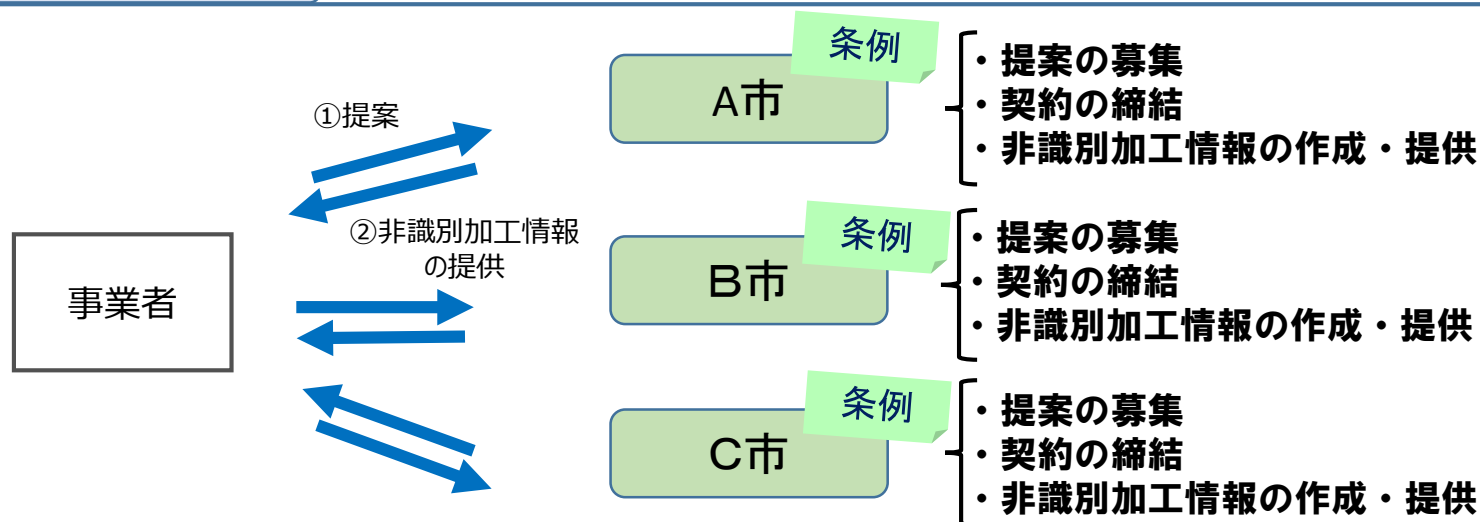 条例
A市
・提案の募集
・契約の締結
・非識別加工情報の作成・提供
①提案
②非識別加工情報
の提供
事業者
条例
B市
・提案の募集
・契約の締結
・非識別加工情報の作成・提供
条例
C市
・提案の募集
・契約の締結
・非識別加工情報の作成・提供